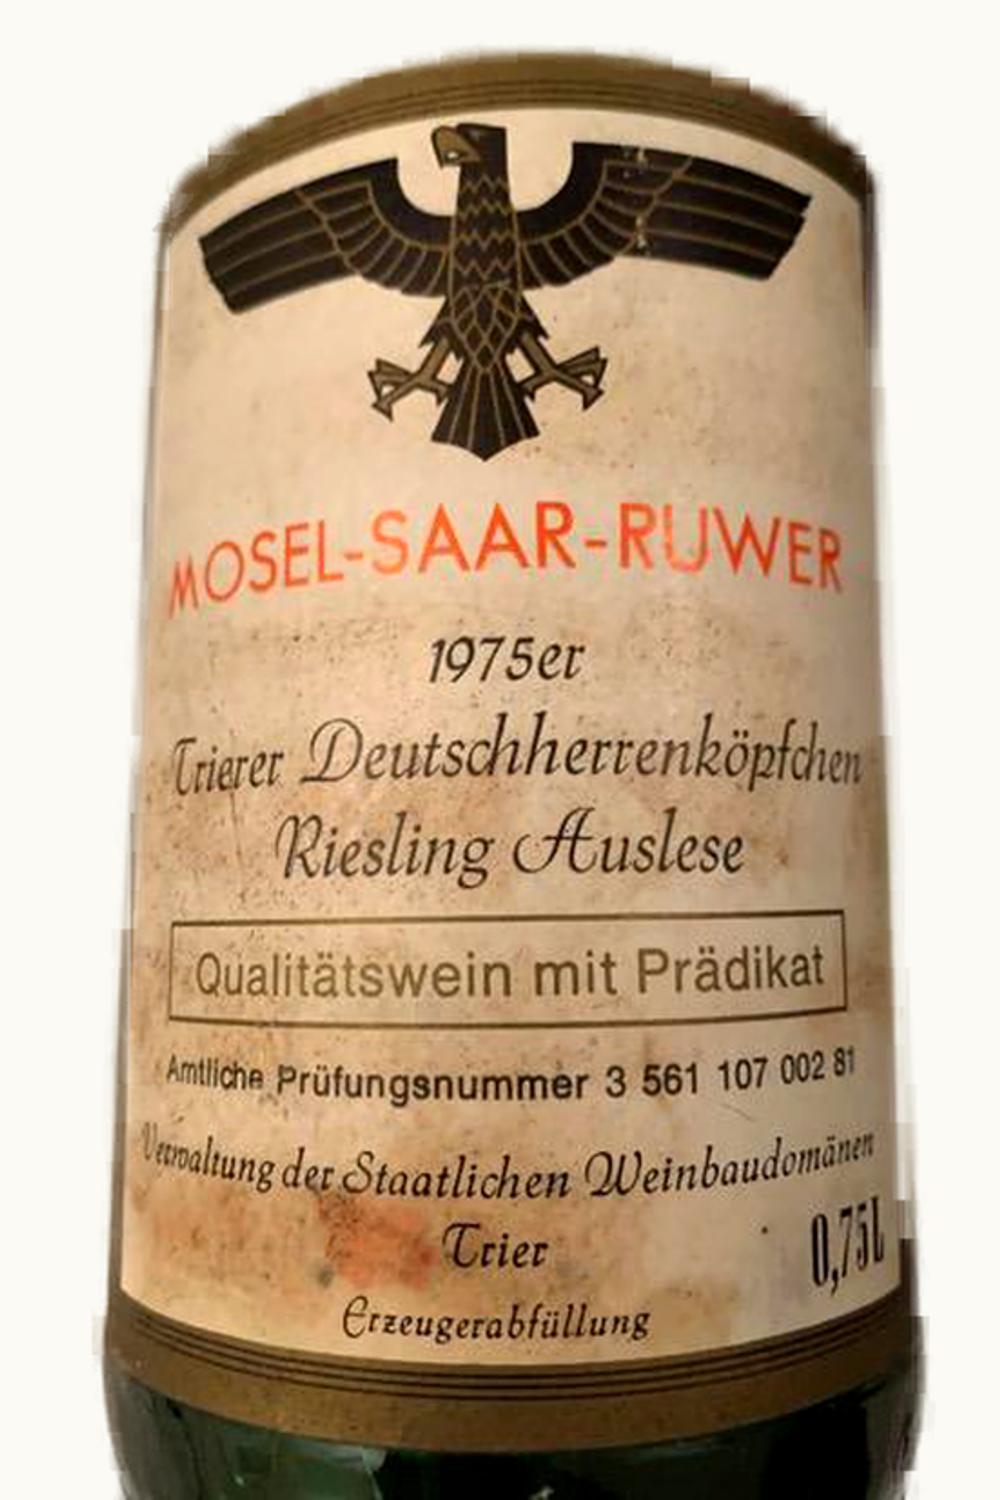 MOSEL-SAAR-RUWER
1975er
Trierer Deutschherrenköpfchen
Riesling Auslese
Qualitätswein mit Prädikat
Amtliche Prüfungsnummer 3 561 107 002 81
Verwaltung der Staatlichen Weinbaudomänen
Trier
0,75L
Erzeugerabfüllung